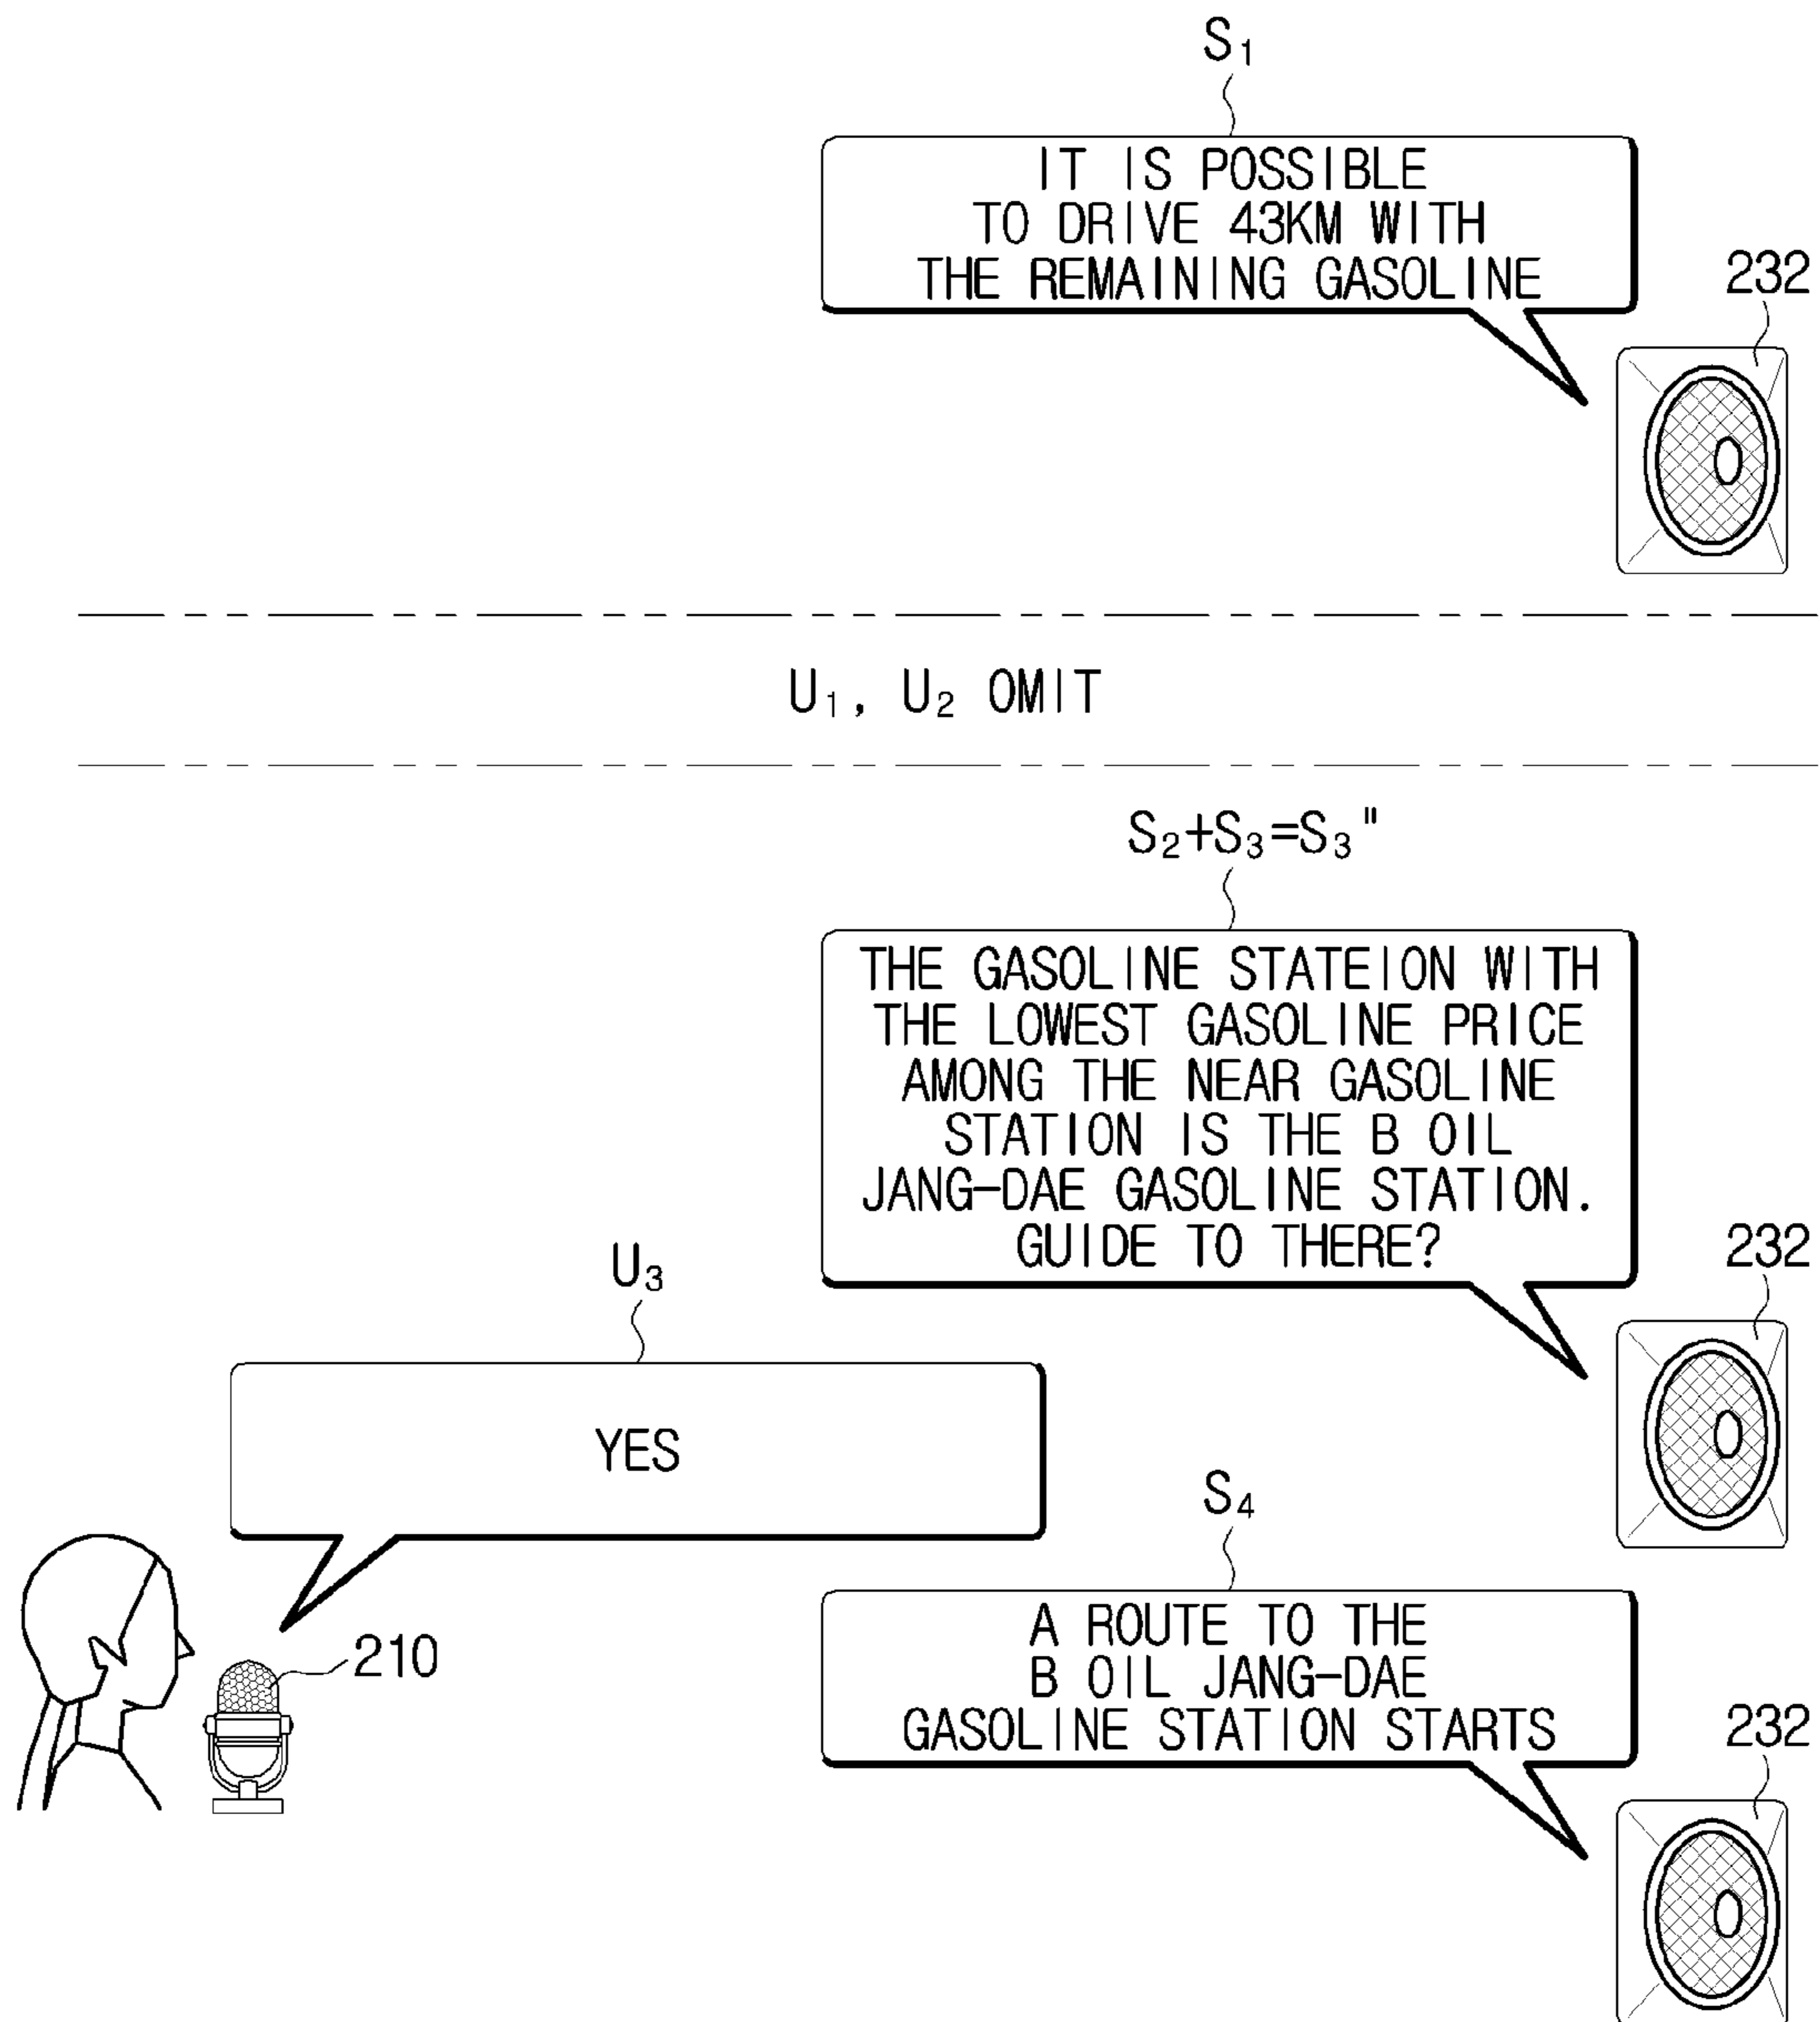 S₁
IT IS POSSIBLE
TO DRIVE 43KM WITH
THE REMAINING GASOLINE
232
U₁, U₂ OMIT
S₂+S₃=S₃"
THE GASOLINE STATEION WITH
THE LOWEST GASOLINE PRICE
AMONG THE NEAR GASOLINE
STATION IS THE B OIL
JANG-DAE GASOLINE STATION.
GUIDE TO THERE?
232
U₃
YES
S₄
A ROUTE TO THE
B OIL JANG-DAE
GASOLINE STATION STARTS
210
232